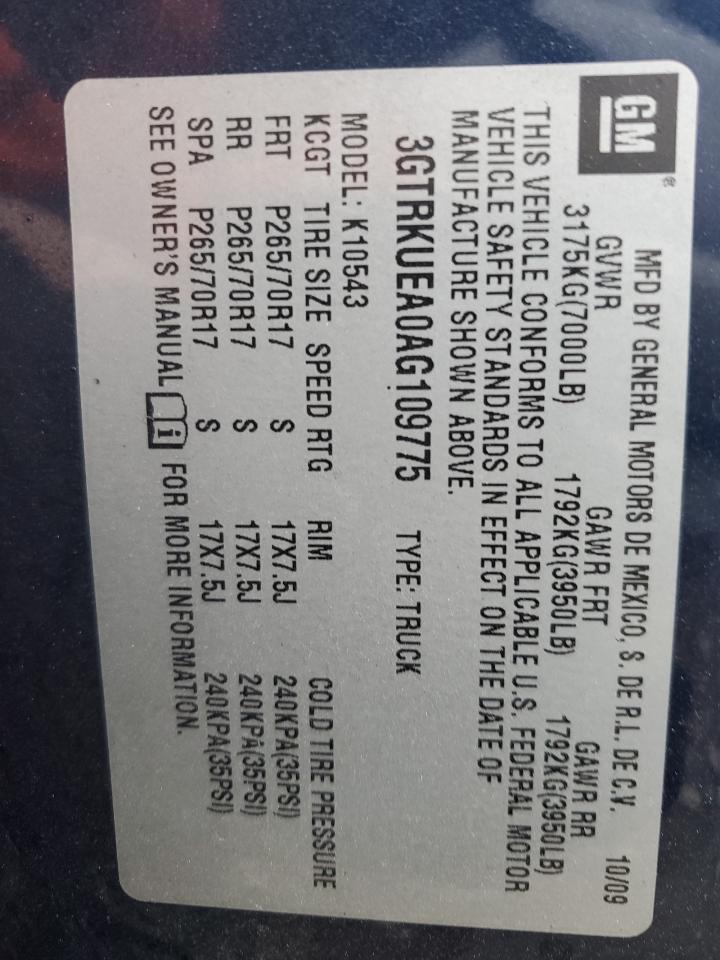 GM®
MFD BY GENERAL MOTORS DE MEXICO, S. DE R.L. DE C.V. 10/09
GVWR GAWR FRT GAWR RR
3175KG(7000LB) 1792KG(3950LB) 1792KG(3950LB)
THIS VEHICLE CONFORMS TO ALL APPLICABLE U.S. FEDERAL MOTOR
VEHICLE SAFETY STANDARDS IN EFFECT ON THE DATE OF
MANUFACTURE SHOWN ABOVE.
3GTRKUEA0AG109775 TYPE: TRUCK
MODEL: K10543
KCGT TIRE SIZE SPEED RTG RIM COLD TIRE PRESSURE
FRT P265/70R17 S 17X7.5J 240KPA(35PSI)
RR P265/70R17 S 17X7.5J 240KPA(35PSI)
SPA P265/70R17 S 17X7.5J 240KPA(35PSI)
SEE OWNER'S MANUAL i FOR MORE INFORMATION.